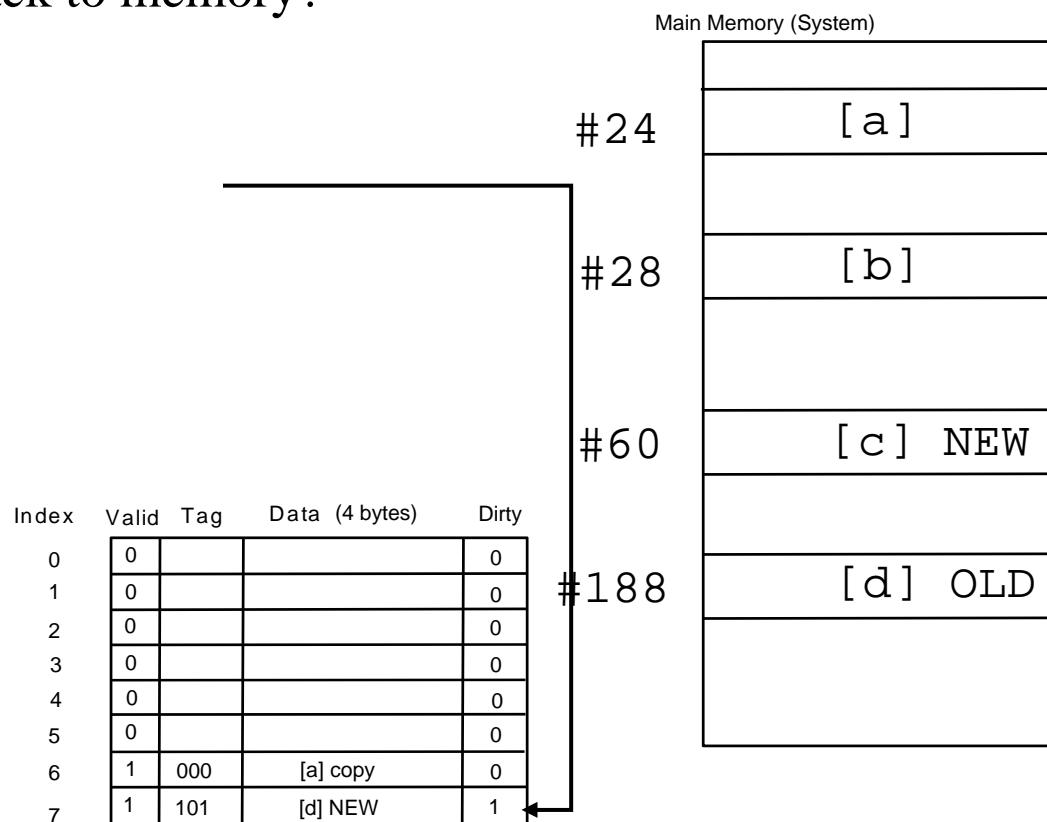 to memory?
Main Memory (System)
#24 [a]
#28 [b]
#60 [c] NEW
#188 [d] OLD
Index Valid Tag Data (4 bytes) Dirty
0 0 0
1 0 0
2 0 0
3 0 0
4 0 0
5 0 0
6 1 000 [a] copy 0
7 1 101 [d] NEW 1